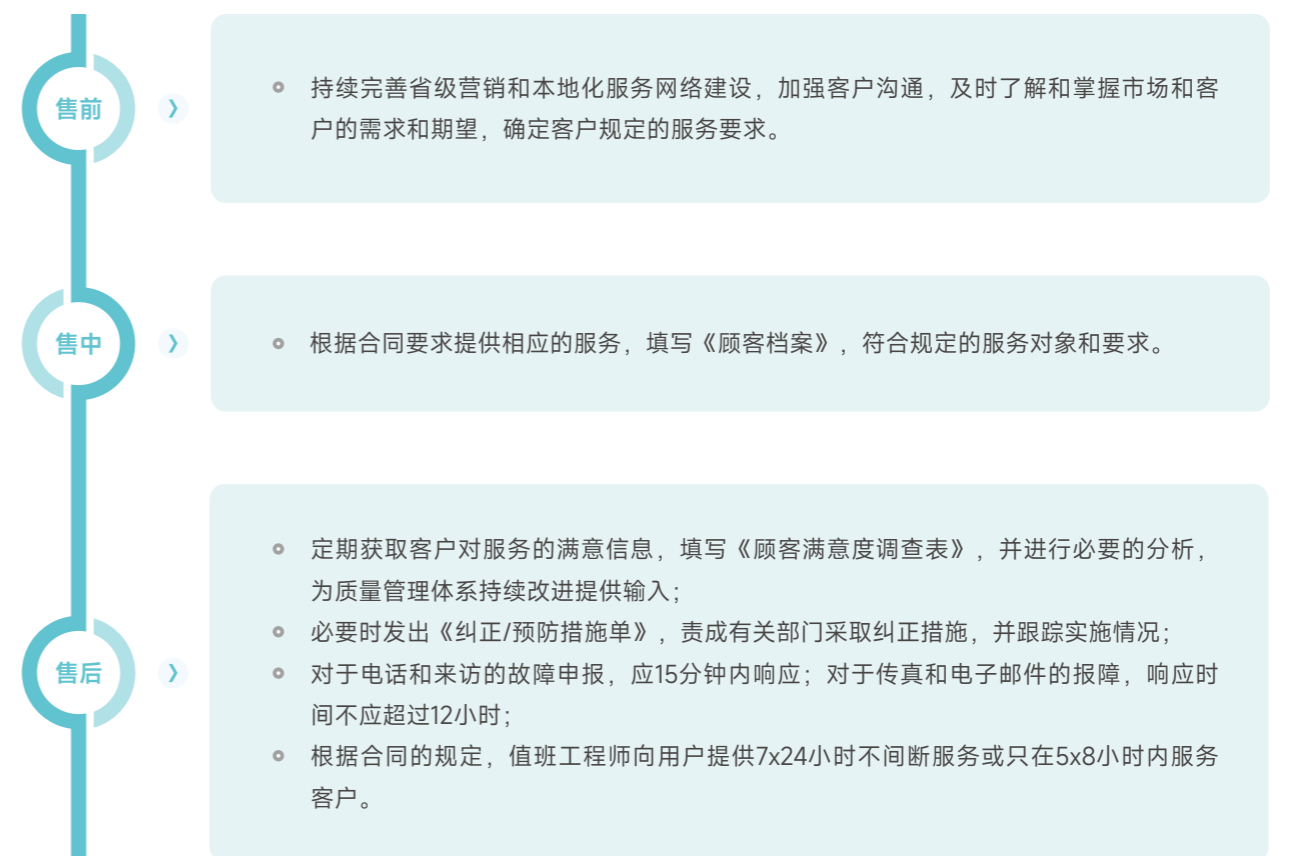 售前
持续完善省级营销和本地化服务网络建设，加强客户沟通，及时了解和掌握市场和客
户的需求和期望，确定客户规定的服务要求。
售中
根据合同要求提供相应的服务，填写《顾客档案》，符合规定的服务对象和要求。
售后
定期获取客户对服务的满意信息，填写《顾客满意度调查表》，并进行必要的分析，
为质量管理体系持续改进提供输入；
必要时发出《纠正/预防措施单》，责成有关部门采取纠正措施，并跟踪实施情况；
对于电话和来访的故障申报，应15分钟内响应；对于传真和电子邮件的报障，响应时
间不应超过12小时；
根据合同的规定，值班工程师向用户提供7x24小时不间断服务或只在5x8小时内服务
客户。